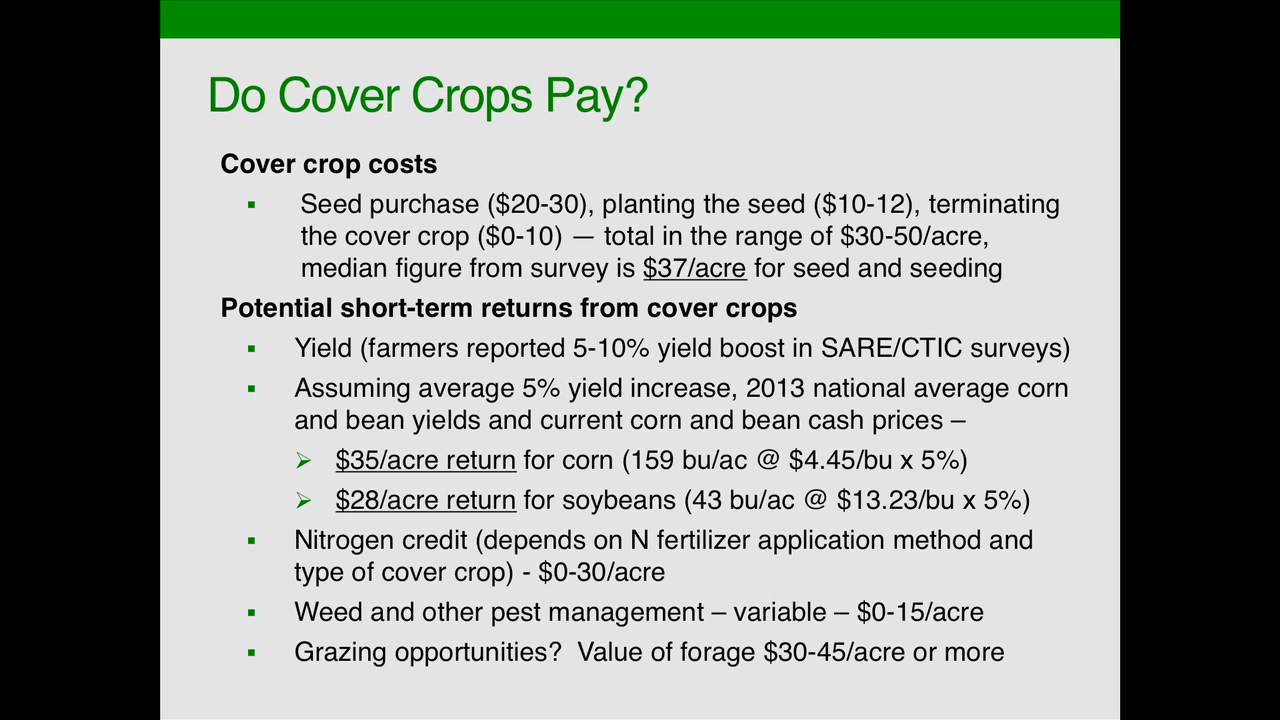 Do Cover Crops Pay?
Cover crop costs
▪ Seed purchase ($20-30), planting the seed ($10-12), terminating
the cover crop ($0-10) — total in the range of $30-50/acre,
median figure from survey is $37/acre for seed and seeding
Potential short-term returns from cover crops
▪ Yield (farmers reported 5-10% yield boost in SARE/CTIC surveys)
▪ Assuming average 5% yield increase, 2013 national average corn
and bean yields and current corn and bean cash prices –
➢ $35/acre return for corn (159 bu/ac @ $4.45/bu x 5%)
➢ $28/acre return for soybeans (43 bu/ac @ $13.23/bu x 5%)
▪ Nitrogen credit (depends on N fertilizer application method and
type of cover crop) - $0-30/acre
▪ Weed and other pest management – variable – $0-15/acre
▪ Grazing opportunities?  Value of forage $30-45/acre or more